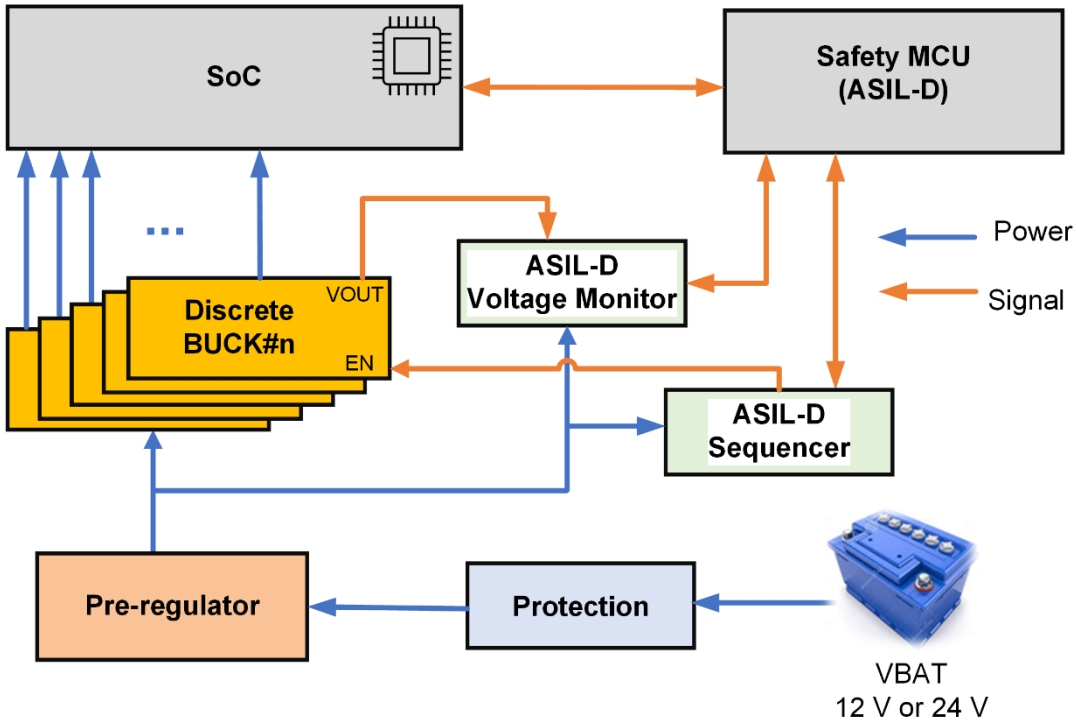 SoC
Safety MCU
(ASIL-D)
...
VOUT
Discrete
BUCK#n
EN
ASIL-D
Voltage Monitor
Power
Signal
ASIL-D
Sequencer
Pre-regulator
Protection
VBAT
12 V or 24 V